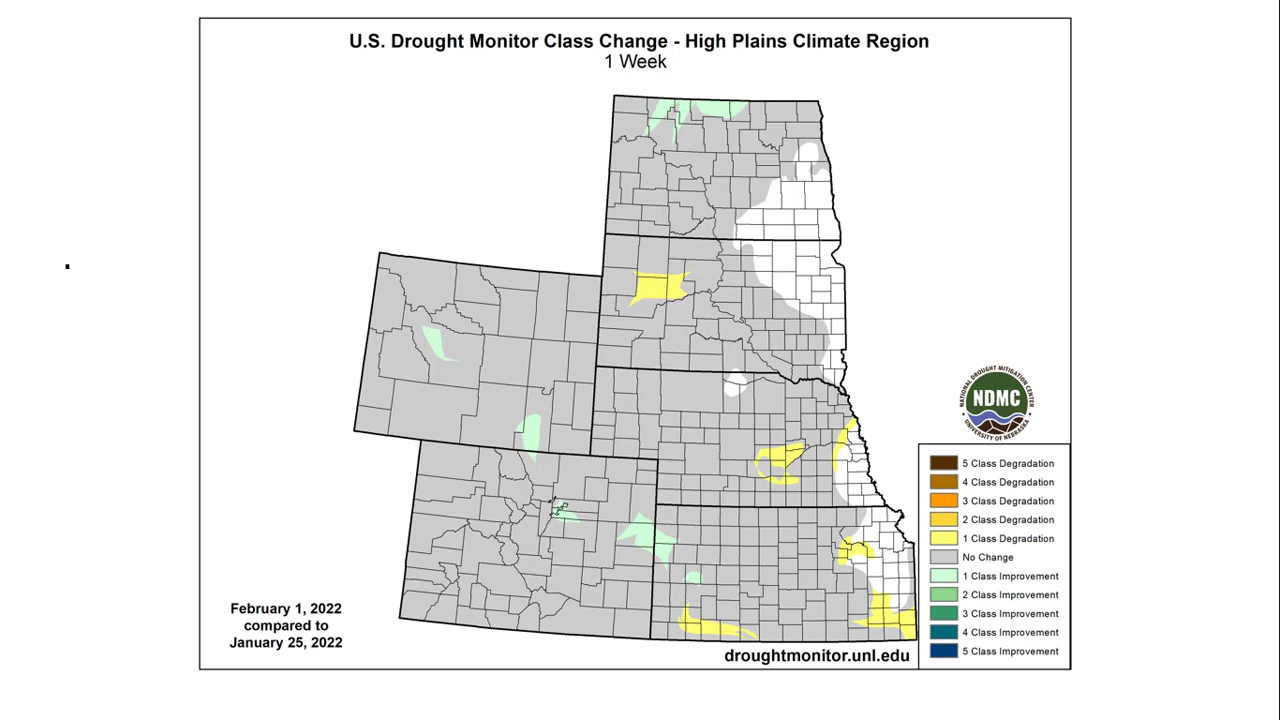 U.S. Drought Monitor Class Change - High Plains Climate Region
1 Week
NATIONAL DROUGHT MITIGATION CENTER
NDMC
UNIVERSITY OF NEBRASKA
5 Class Degradation
4 Class Degradation
3 Class Degradation
2 Class Degradation
1 Class Degradation
No Change
1 Class Improvement
2 Class Improvement
3 Class Improvement
4 Class Improvement
5 Class Improvement
February 1, 2022
compared to
January 25, 2022
droughtmonitor.unl.edu